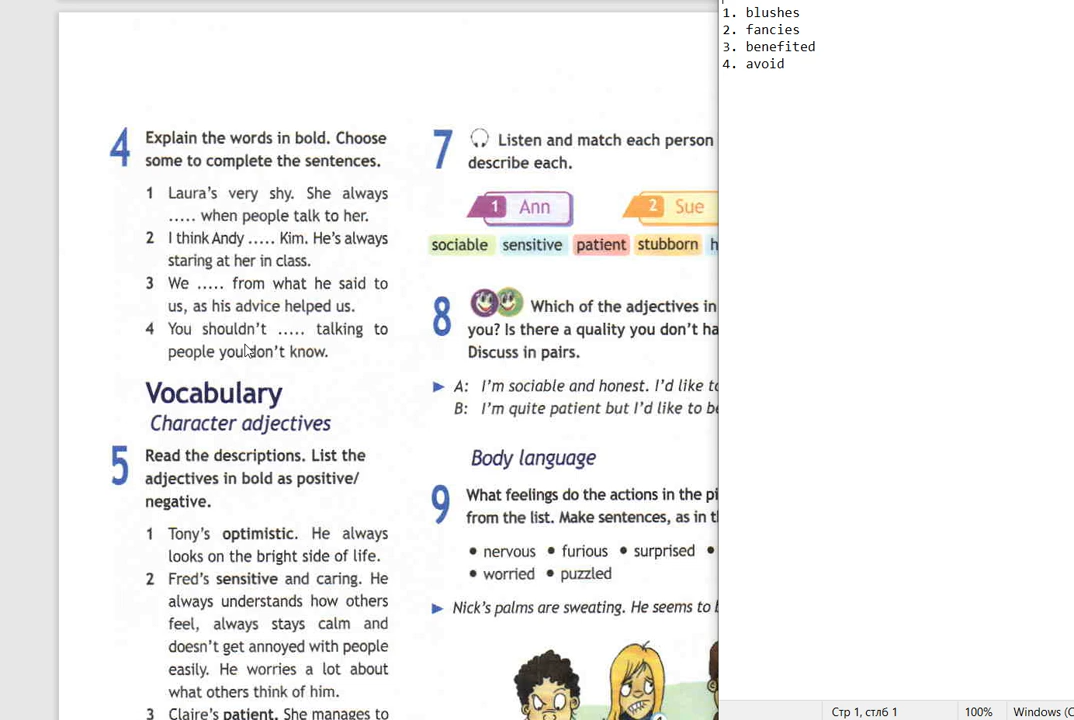 4 Explain the words in bold. Choose
some to complete the sentences.
1 Laura's very shy. She always
..... when people talk to her.
2 I think Andy ..... Kim. He's always
staring at her in class.
3 We ..... from what he said to
us, as his advice helped us.
4 You shouldn't ..... talking to
people you don't know.
Vocabulary
Character adjectives
5 Read the descriptions. List the
adjectives in bold as positive/
negative.
1 Tony's optimistic. He always
looks on the bright side of life.
2 Fred's sensitive and caring. He
always understands how others
feel, always stays calm and
doesn't get annoyed with people
easily. He worries a lot about
what others think of him.
3 Claire's patient. She manages to
7 Listen and match each person
describe each.
1 Ann
2 Sue
sociable sensitive patient stubborn h
8 Which of the adjectives in
you? Is there a quality you don't ha
Discuss in pairs.
A: I'm sociable and honest. I'd like to
B: I'm quite patient but I'd like to be
Body language
9 What feelings do the actions in the pi
from the list. Make sentences, as in t
• nervous • furious • surprised •
• worried • puzzled
Nick's palms are sweating. He seems to b
1. blushes
2. fancies
3. benefited
4. avoid
Стр 1, стлб 1
100%
Windows (C